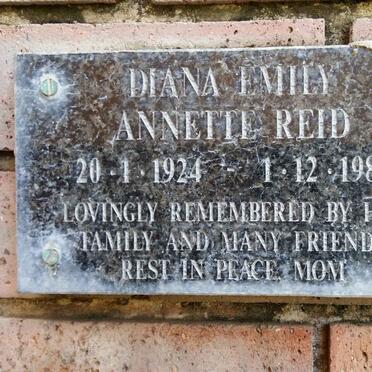 DIANA EMILY
ANNETTE REID
20·1·1924 - 1·12·198
LOVINGLY REMEMBERED BY
FAMILY AND MANY FRIEND
REST IN PEACE MOM